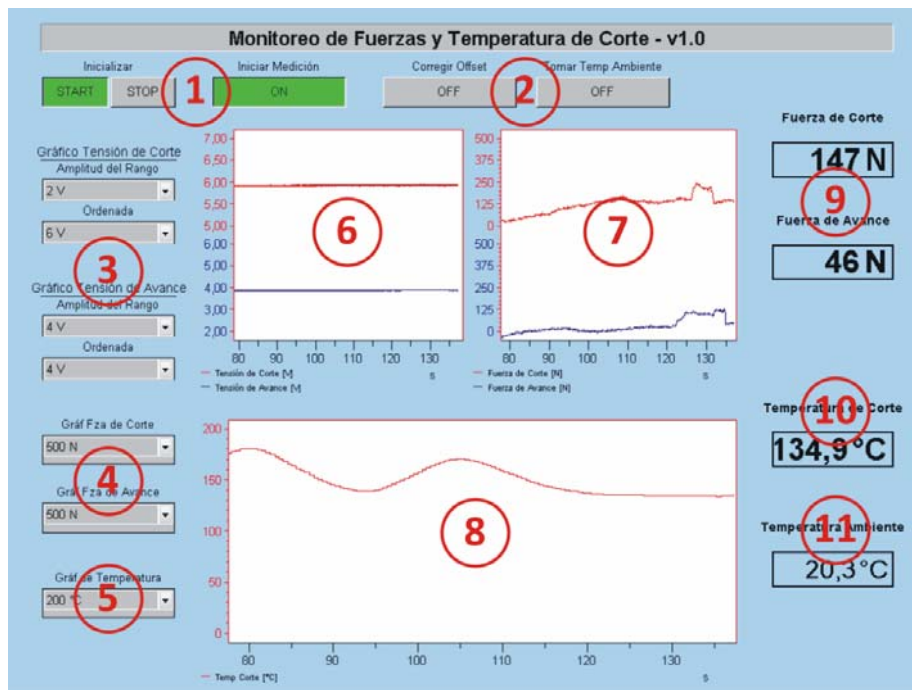 Monitoreo de Fuerzas y Temperatura de Corte - v1.0
Inicializar
START STOP
1
Iniciar Medición
ON
Corregir Offset
OFF
2
Tomar Temp Ambiente
OFF
Gráfico Tensión de Corte
Amplitud del Rango
2 V
Ordenada
6 V
3
Gráfico Tensión de Avance
Amplitud del Rango
4 V
Ordenada
4 V
7,00
6,50
6,00
5,50
5,00
6,00
5,00
4,00
3,00
2,00
6
80 90 100 110 120 130
Tensión de Corte [V]
Tensión de Avance [V]
s
500
375
250
125
0
500
375
250
125
0
7
80 90 100 110 120 130
Fuerza de Corte [N]
Fuerza de Avance [N]
s
Fuerza de Corte
147 N
9
Fuerza de Avance
46 N
Gráf Fza de Corte
500 N
4
Gráf Fza de Avance
500 N
Gráf de Temperatura
200 °C
5
200
150
100
50
0
8
80 90 100 110 120 130
Temp Corte [°C]
s
Temperatura de Corte
10
134,9°C
Temperatura Ambiente
11
20,3°C